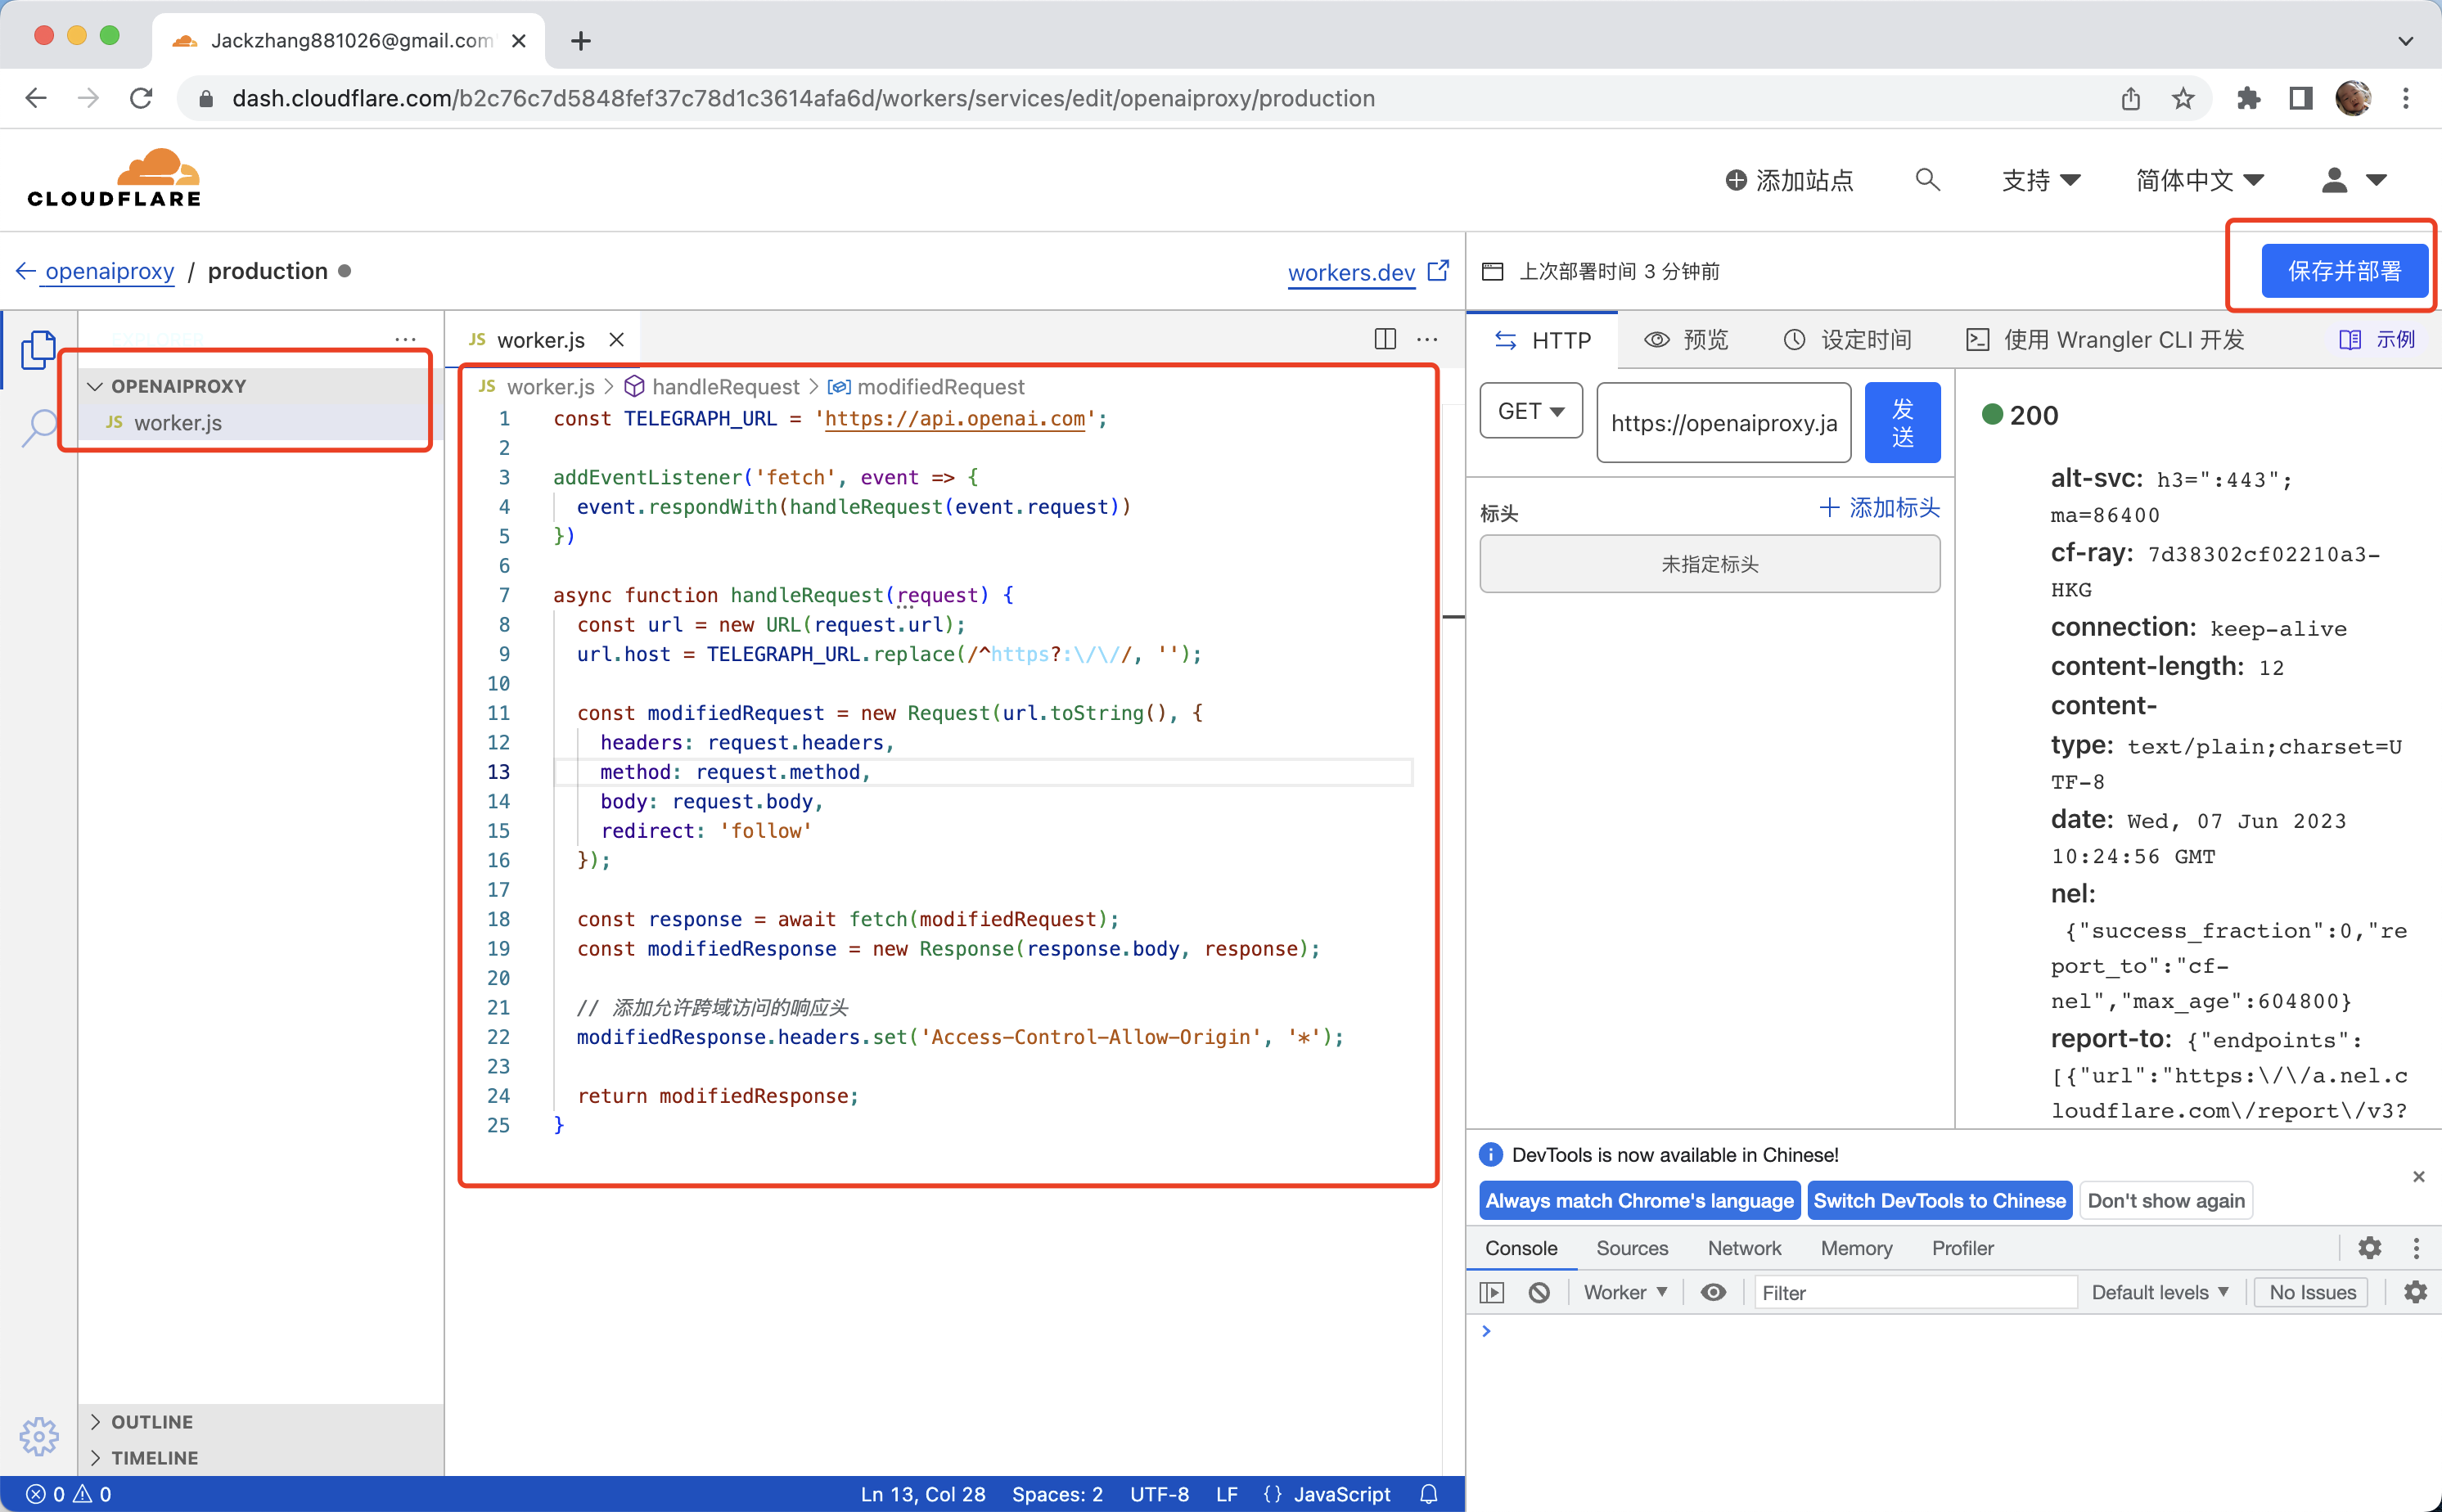 Jackzhang881026@gmail.com'
dash.cloudflare.com/b2c76c7d5848fef37c78d1c3614afa6d/workers/services/edit/openaiproxy/production
CLOUDFLARE
添加站点
支持
简体中文
openaiproxy / production
workers.dev
上次部署时间 3 分钟前
保存并部署
EXPLORER
OPENAIPROXY
JS worker.js
JS worker.js
JS worker.js > handleRequest > modifiedRequest
1 const TELEGRAPH_URL = 'https://api.openai.com';
2
3 addEventListener('fetch', event => {
4 event.respondWith(handleRequest(event.request))
5 })
6
7 async function handleRequest(request) {
8 const url = new URL(request.url);
9 url.host = TELEGRAPH_URL.replace(/^https?:\/\//, '');
10
11 const modifiedRequest = new Request(url.toString(), {
12 headers: request.headers,
13 method: request.method,
14 body: request.body,
15 redirect: 'follow'
16 });
17
18 const response = await fetch(modifiedRequest);
19 const modifiedResponse = new Response(response.body, response);
20
21 // 添加允许跨域访问的响应头
22 modifiedResponse.headers.set('Access-Control-Allow-Origin', '*');
23
24 return modifiedResponse;
25 }
OUTLINE
TIMELINE
0 0
Ln 13, Col 28
Spaces: 2
UTF-8
LF
{} JavaScript
HTTP
预览
设定时间
使用 Wrangler CLI 开发
示例
GET
https://openaiproxy.ja
发
送
标头
添加标头
未指定标头
200
alt-svc: h3=":443";
ma=86400
cf-ray: 7d38302cf02210a3-
HKG
connection: keep-alive
content-length: 12
content-
type: text/plain;charset=U
TF-8
date: Wed, 07 Jun 2023
10:24:56 GMT
nel:
{"success_fraction":0,"re
port_to":"cf-
nel","max_age":604800}
report-to: {"endpoints":
[{"url":"https:\/\/a.nel.c
loudflare.com\/report\/v3?
DevTools is now available in Chinese!
Always match Chrome's language
Switch DevTools to Chinese
Don't show again
Console
Sources
Network
Memory
Profiler
Worker
Filter
Default levels
No Issues